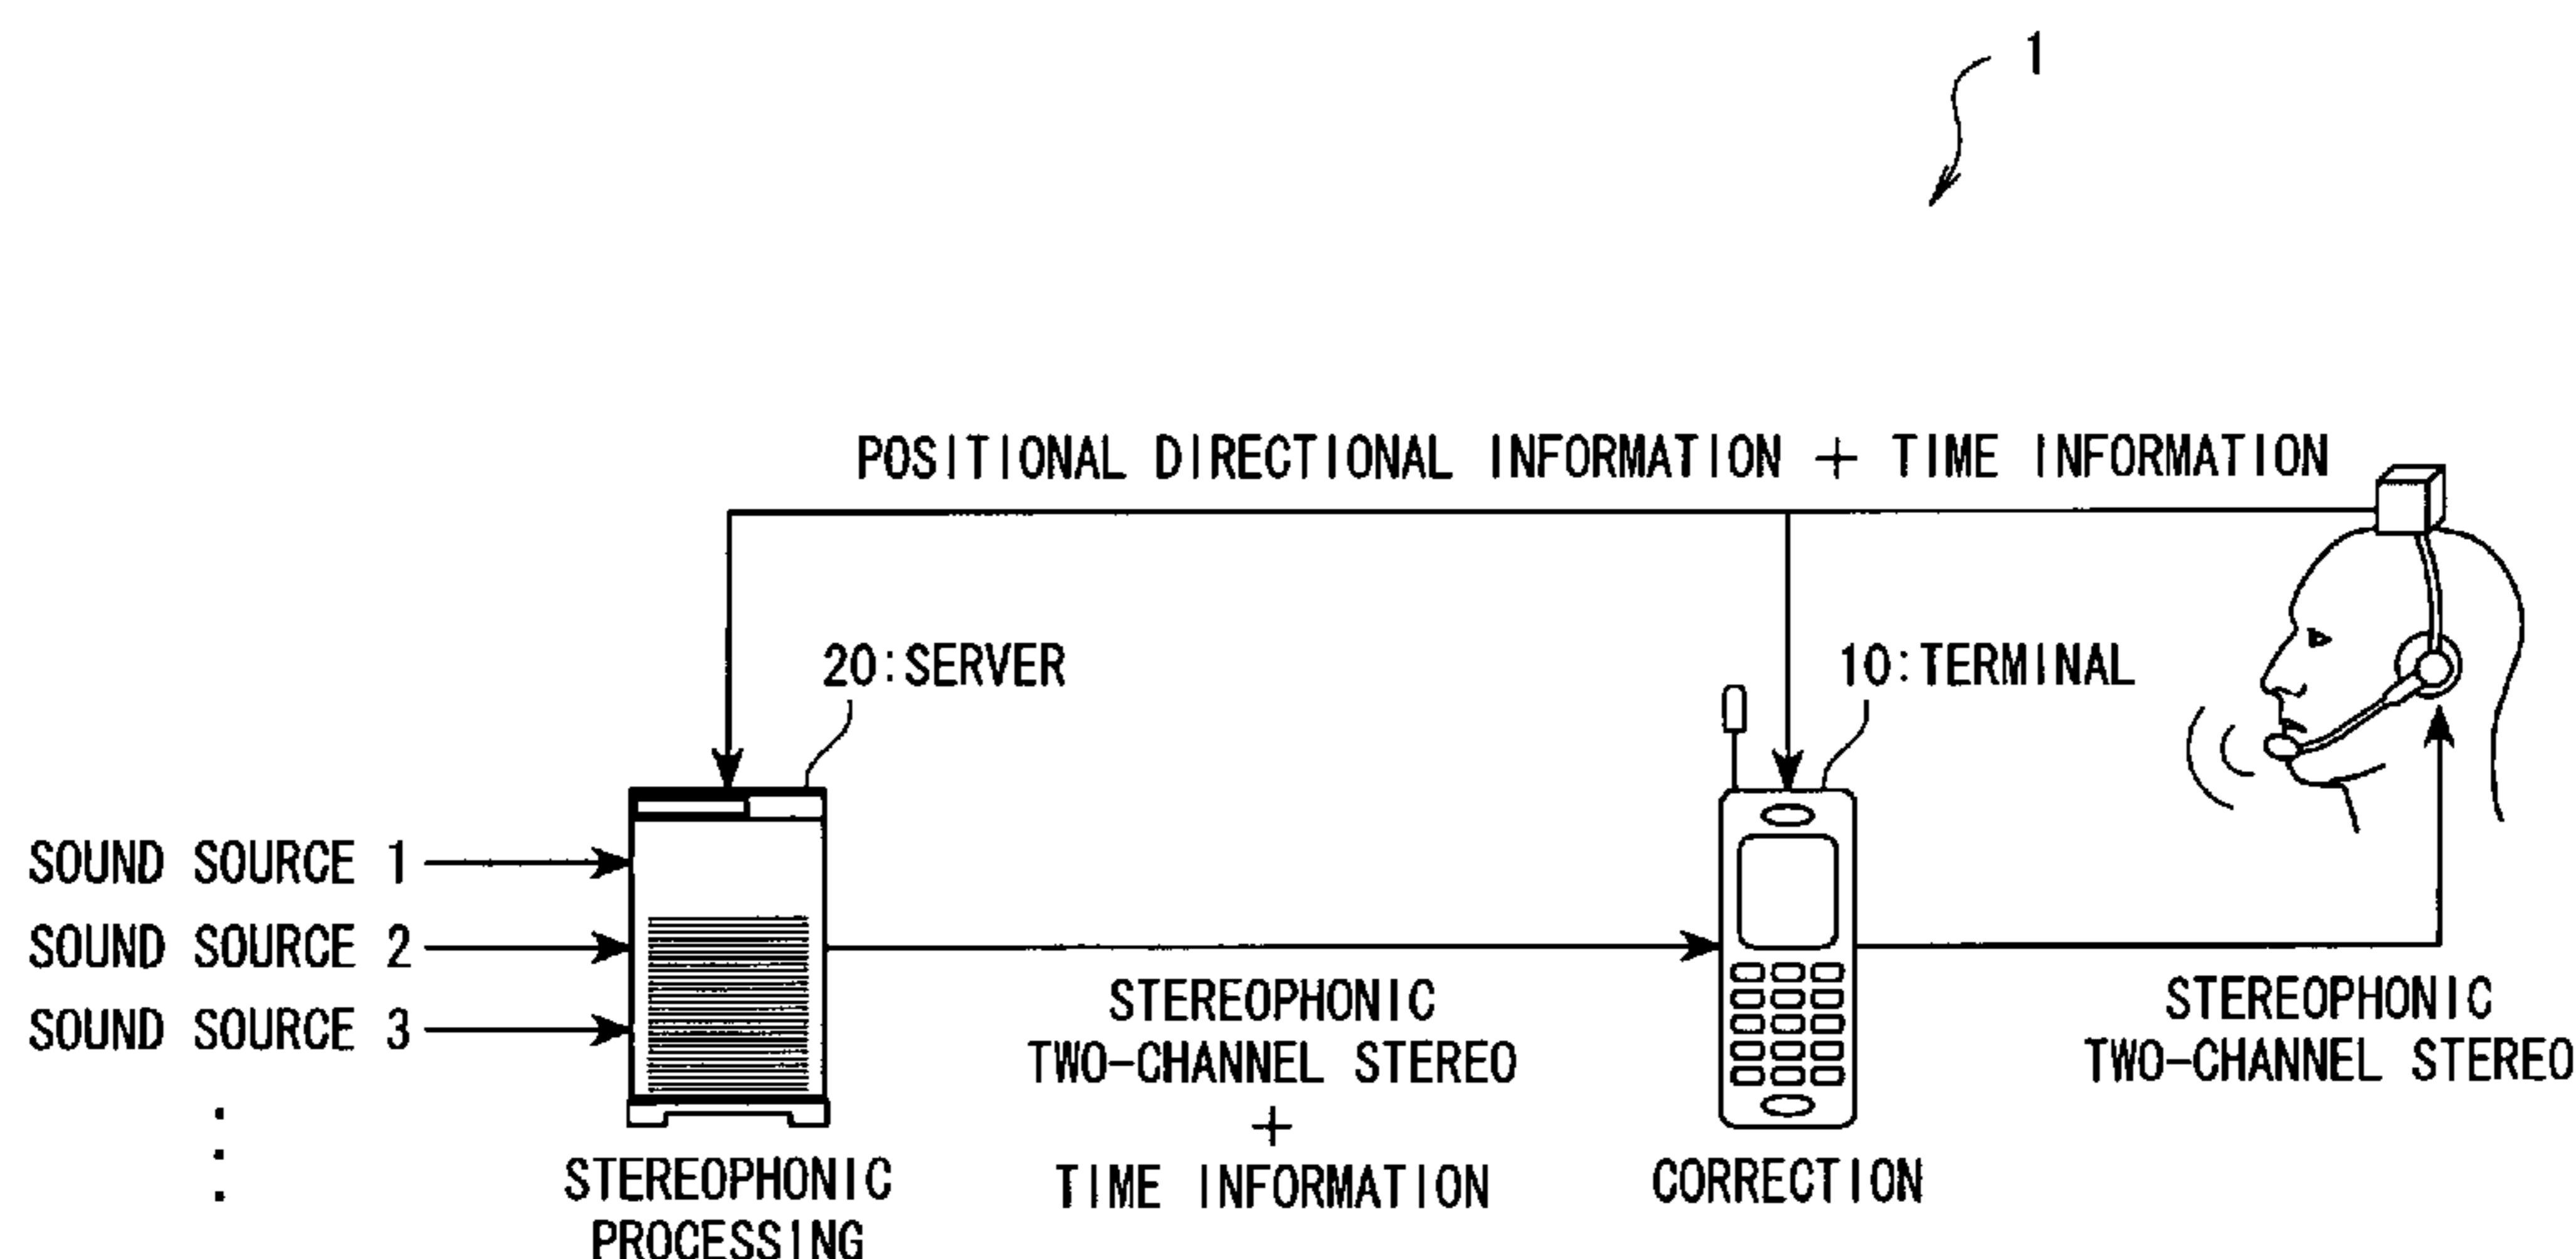 1
POSITIONAL DIRECTIONAL INFORMATION + TIME INFORMATION
20:SERVER
10:TERMINAL
SOUND SOURCE 1
SOUND SOURCE 2
SOUND SOURCE 3
STEREOPHONIC
TWO-CHANNEL STEREO
+
TIME INFORMATION
STEREOPHONIC
TWO-CHANNEL STEREO
STEREOPHONIC
PROCESSING
CORRECTION